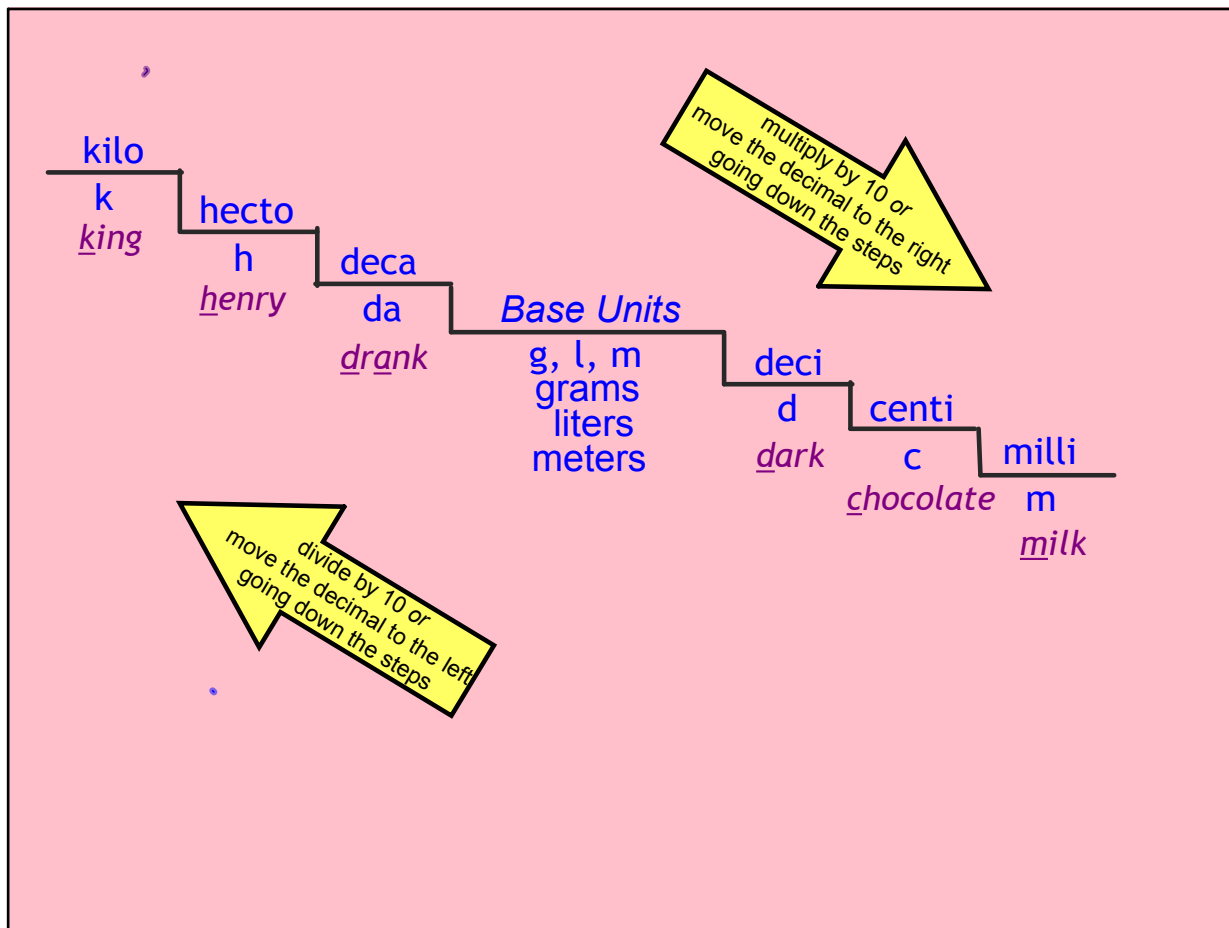 kilo
k
king
hecto
h
henry
deca
da
drank
Base Units
g, l, m
grams
liters
meters
deci
d
dark
centi
c
chocolate
milli
m
milk
multiply by 10 or
move the decimal to the right
going down the steps
divide by 10 or
move the decimal to the left
going down the steps